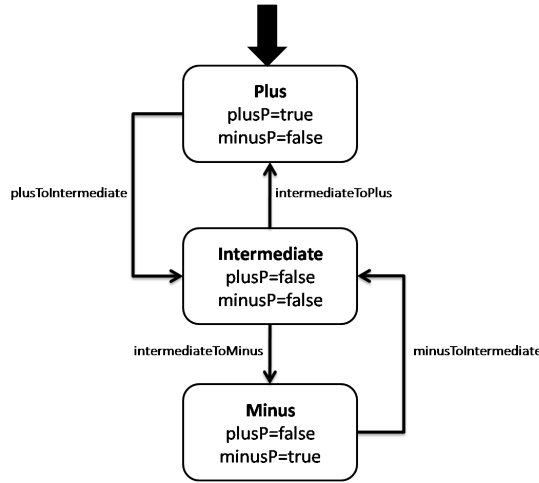 Plus
plusP=true
minusP=false
plusToIntermediate
intermediateToPlus
Intermediate
plusP=false
minusP=false
intermediateToMinus
minusToIntermediate
Minus
plusP=false
minusP=true